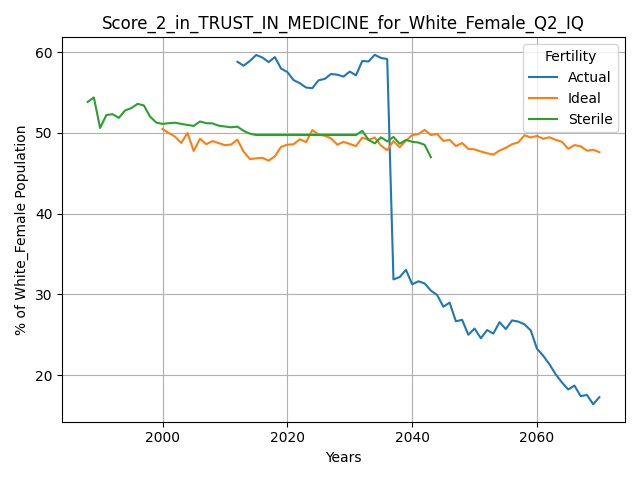 Score_2_in_TRUST_IN_MEDICINE_for_White_Female_Q2_IQ
% of White_Female Population
60
50
40
30
20
Fertility
Actual
Ideal
Sterile
2000 2020 2040 2060
Years